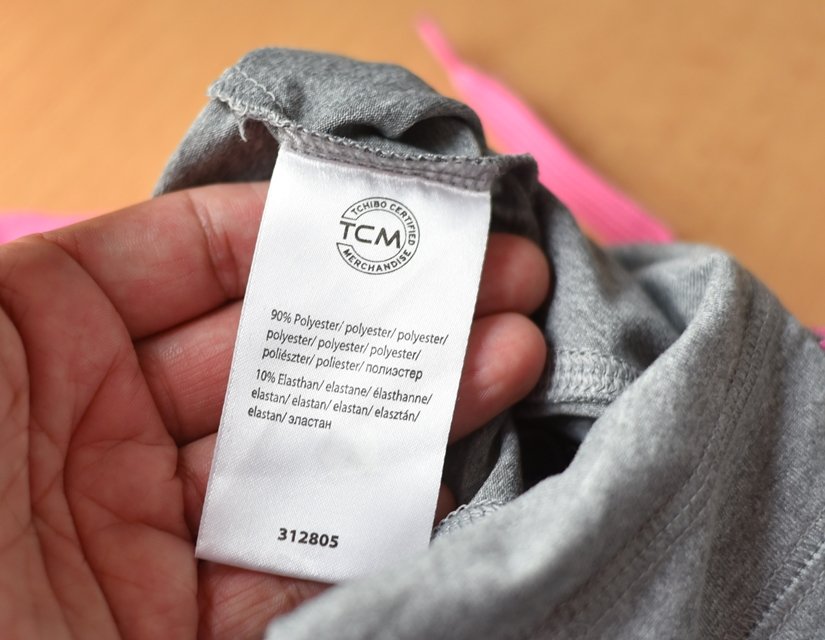 TCHIBO CERTIFIED
TCM
MERCHANDISE
90% Polyester/ polyester/ polyester/
polyester/ polyester/ polyester/
poliészter/ poliester/ полиэстер
10% Elasthan/ elastane/ élasthanne/
elastan/ elastan/ elastan/ elasztán/
elastan/ эластан
312805